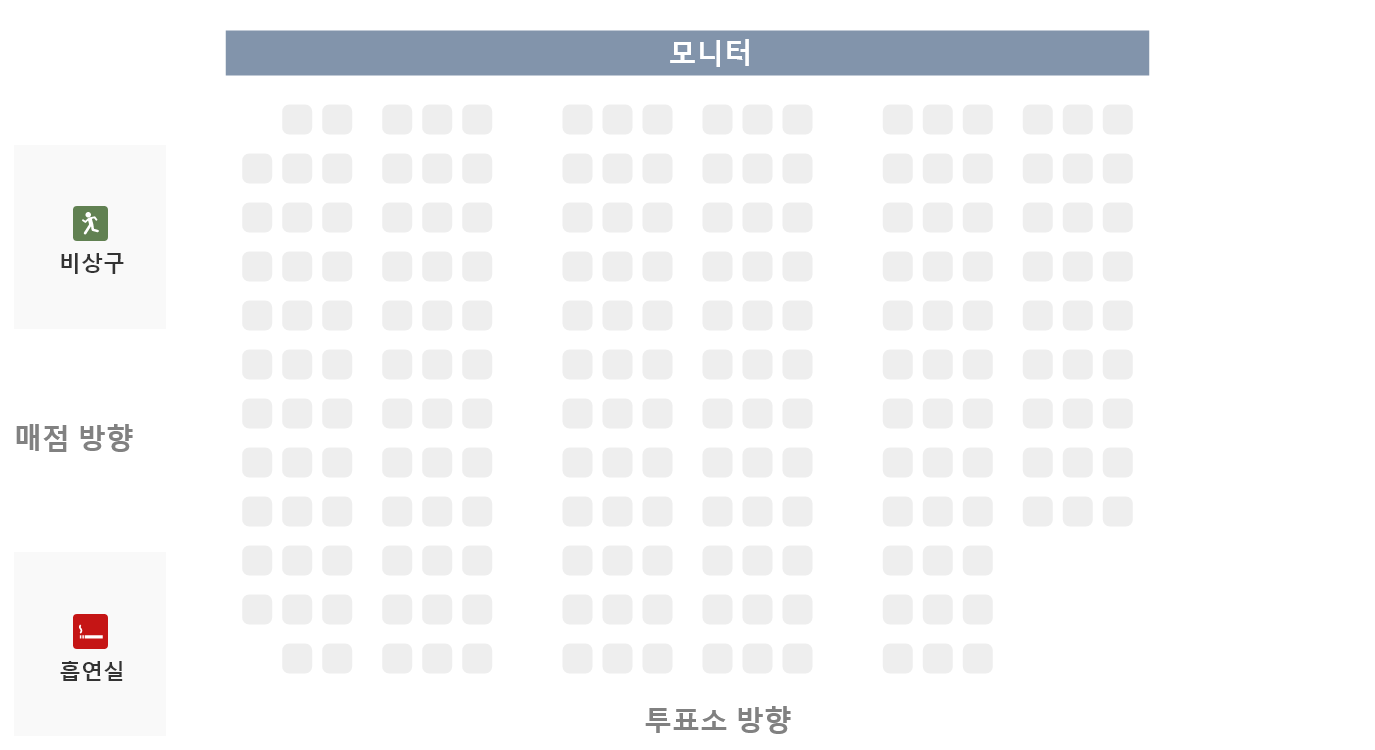 모니터
비상구
매점 방향
흡연실
투표소 방향